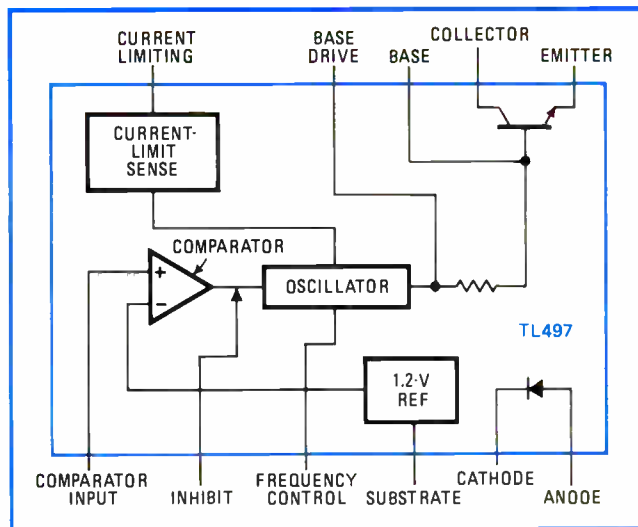 CURRENT
LIMITING
BASE
DRIVE
BASE
COLLECTOR
EMITTER
CURRENT-
LIMIT
SENSE
COMPARATOR
+
−
OSCILLATOR
TL497
1.2-V
REF
COMPARATOR
INPUT
INHIBIT
FREQUENCY
CONTROL
SUBSTRATE
CATHODE
ANODE